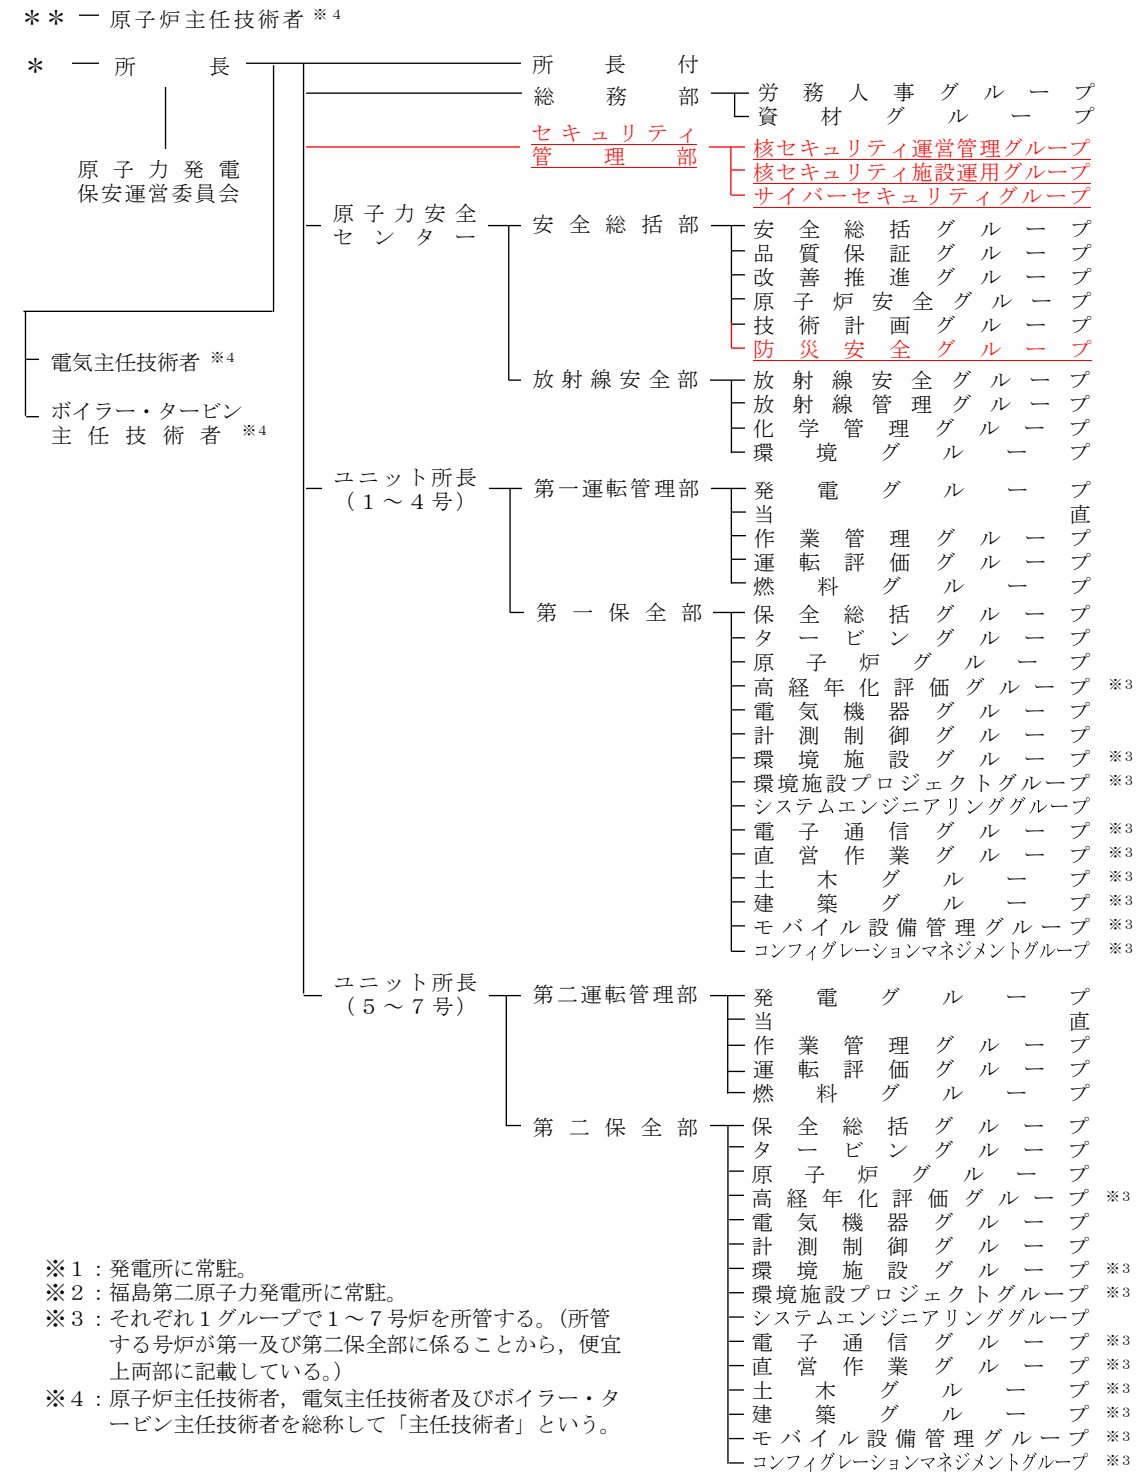 ＊＊ ー 原子炉主任技術者 ※4
＊ ー 所長
所長付
総務部
労務人事グループ
資材グループ
原子力発電
保安運営委員会
セキュリティ
管理部
核セキュリティ運営管理グループ
核セキュリティ施設運用グループ
サイバーセキュリティグループ
原子力安全
センター
安全総括部
安全総括グループ
品質保証グループ
改善推進グループ
原子炉安全グループ
技術計画グループ
防災安全グループ
電気主任技術者 ※4
ボイラー・タービン
主任技術者 ※4
放射線安全部
放射線安全グループ
放射線管理グループ
化学管理グループ
環境グループ
ユニット所長
（1～4号）
第一運転管理部
発電グループ
当直
作業管理グループ
運転評価グループ
燃料グループ
第一保全部
保全総括グループ
タービングループ
原子炉グループ
高経年化評価グループ ※3
電気機器グループ
計測制御グループ
環境施設グループ ※3
環境施設プロジェクトグループ ※3
システムエンジニアリンググループ
電子通信グループ ※3
直営作業グループ ※3
土木グループ ※3
建築グループ ※3
モバイル設備管理グループ ※3
コンフィグレーションマネジメントグループ ※3
ユニット所長
（5～7号）
第二運転管理部
発電グループ
当直
作業管理グループ
運転評価グループ
燃料グループ
第二保全部
保全総括グループ
タービングループ
原子炉グループ
高経年化評価グループ ※3
電気機器グループ
計測制御グループ
環境施設グループ ※3
環境施設プロジェクトグループ ※3
システムエンジニアリンググループ
電子通信グループ ※3
直営作業グループ ※3
土木グループ ※3
建築グループ ※3
モバイル設備管理グループ ※3
コンフィグレーションマネジメントグループ ※3
※1：発電所に常駐。
※2：福島第二原子力発電所に常駐。
※3：それぞれ1グループで1～7号炉を所管する。（所管
する号炉が第一及び第二保全部に係ることから，便宜
上両部に記載している。）
※4：原子炉主任技術者，電気主任技術者及びボイラー・タ
ービン主任技術者を総称して「主任技術者」という。